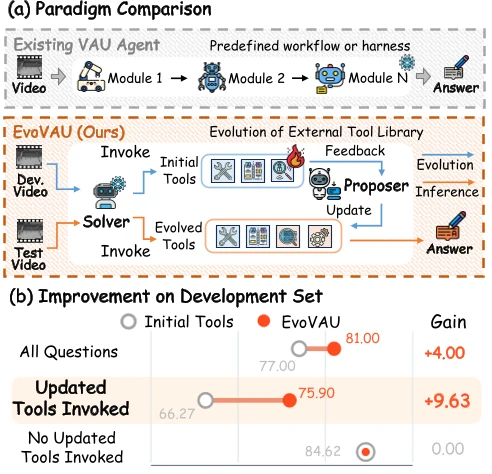 (a) Paradigm Comparison
Existing VAU Agent
Predefined workflow or harness
Video
Module 1
Module 2
Module N
Answer
EvoVAU (Ours)
Evolution of External Tool Library
Dev.
Video
Invoke
Initial
Tools
Feedback
Evolution
Inference
Solver
Proposer
Update
Test
Video
Invoke
Evolved
Tools
Answer
(b) Improvement on Development Set
Initial Tools
EvoVAU
Gain
All Questions
77.00
81.00
+4.00
Updated
Tools Invoked
66.27
75.90
+9.63
No Updated
Tools Invoked
84.62
0.00